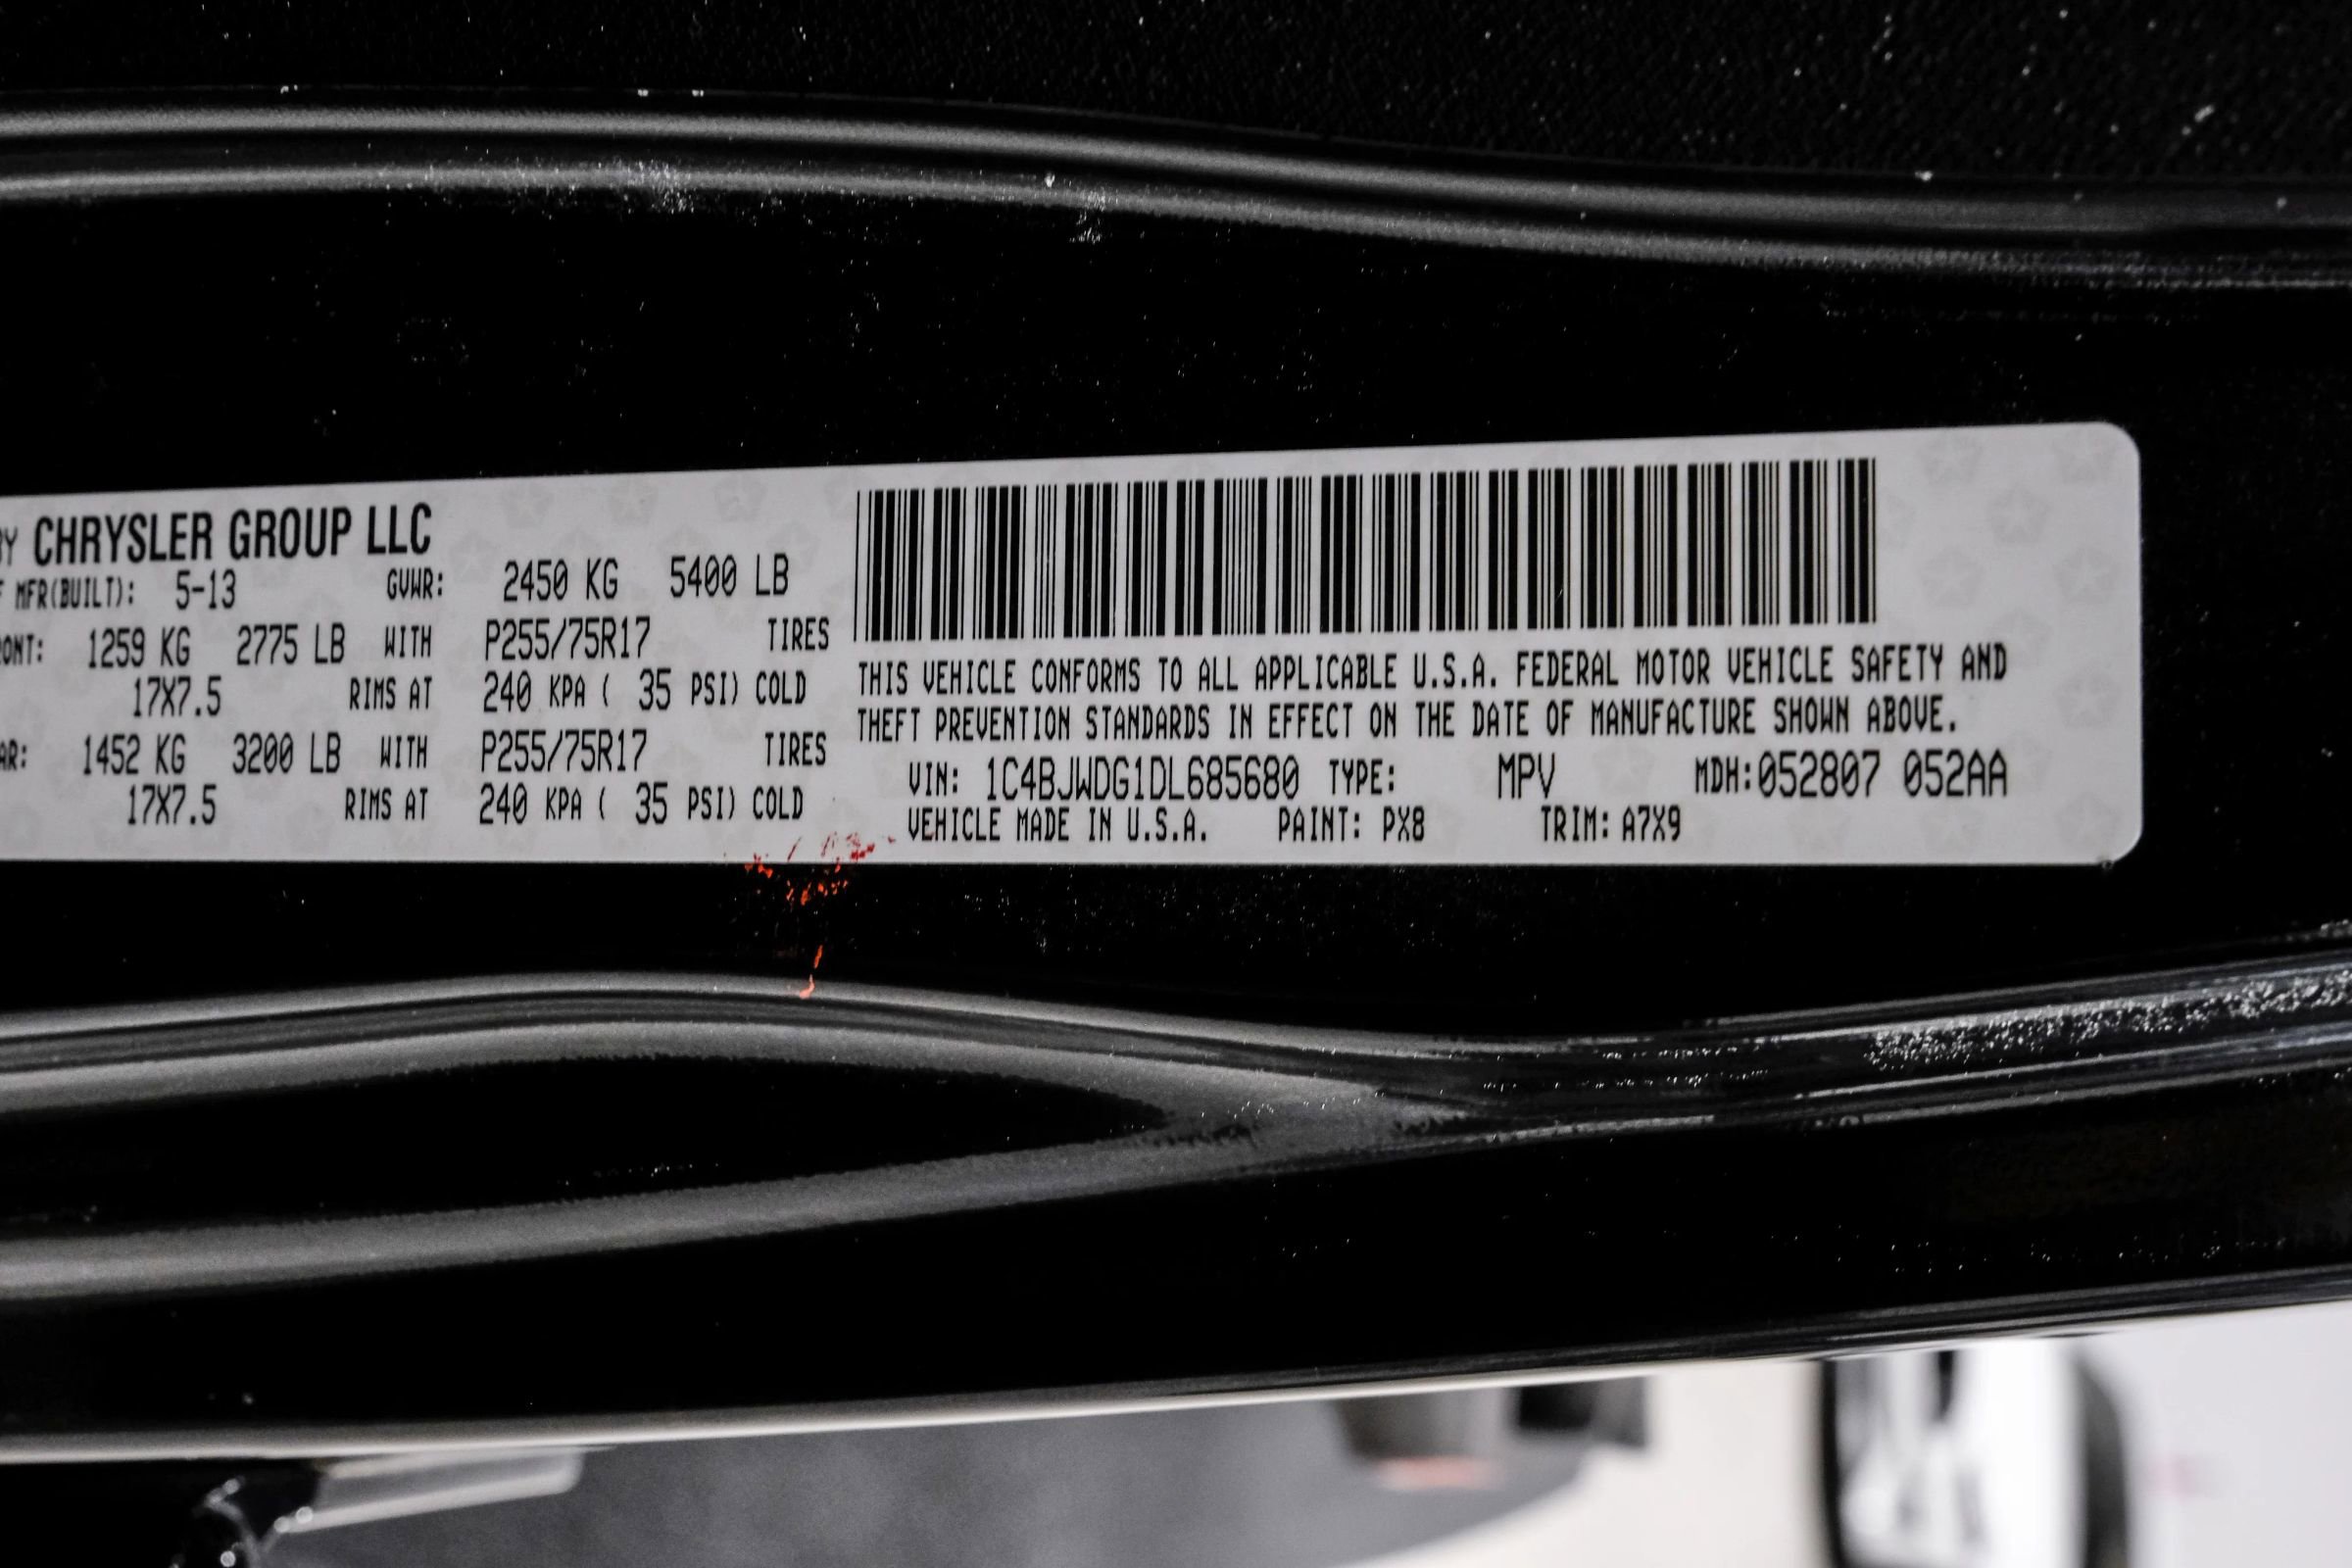 BY CHRYSLER GROUP LLC
MFR(BUILT): 5-13 GVWR: 2450 KG 5400 LB
1259 KG 2775 LB WITH P255/75R17 TIRES
17X7.5 RIMS AT 240 KPA ( 35 PSI) COLD
1452 KG 3200 LB WITH P255/75R17 TIRES
17X7.5 RIMS AT 240 KPA ( 35 PSI) COLD
THIS VEHICLE CONFORMS TO ALL APPLICABLE U.S.A. FEDERAL MOTOR VEHICLE SAFETY AND
THEFT PREVENTION STANDARDS IN EFFECT ON THE DATE OF MANUFACTURE SHOWN ABOVE.
VIN: 1C4BJWDG1DL685680 TYPE: MPV MDH:052807 052AA
VEHICLE MADE IN U.S.A. PAINT: PX8 TRIM: A7X9